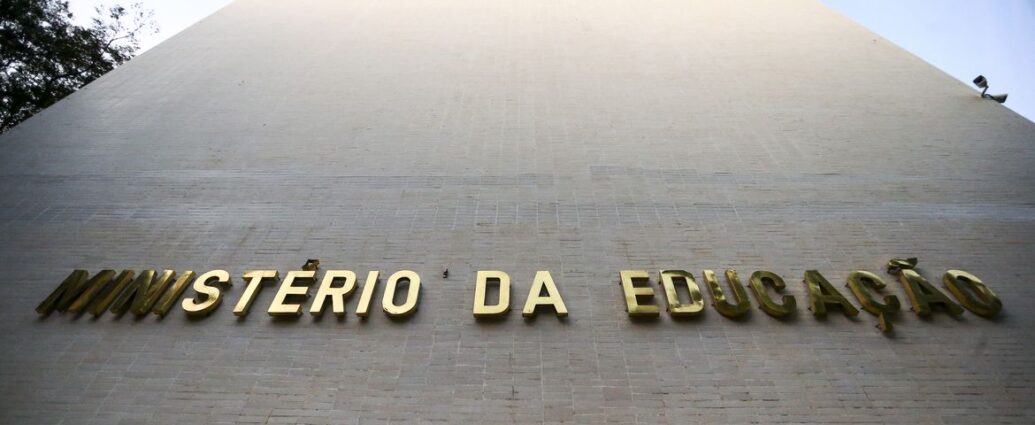 MINISTÉRIO DA EDUCAÇÃO